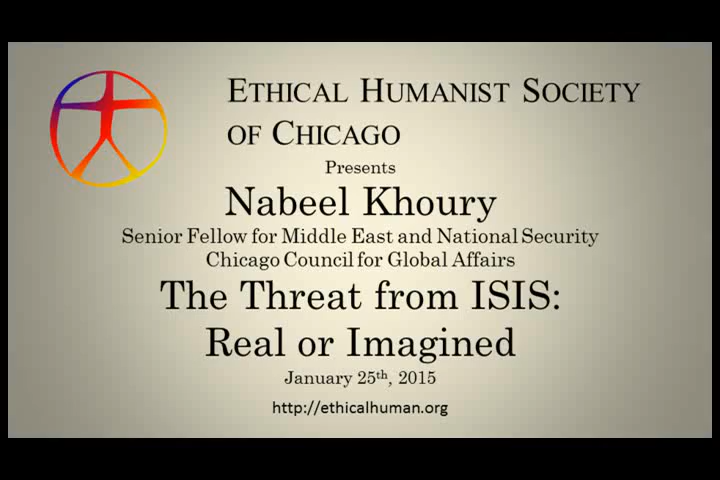 ETHICAL HUMANIST SOCIETY
OF CHICAGO
Presents
Nabeel Khoury
Senior Fellow for Middle East and National Security
Chicago Council for Global Affairs
The Threat from ISIS:
Real or Imagined
January 25th, 2015
http://ethicalhuman.org